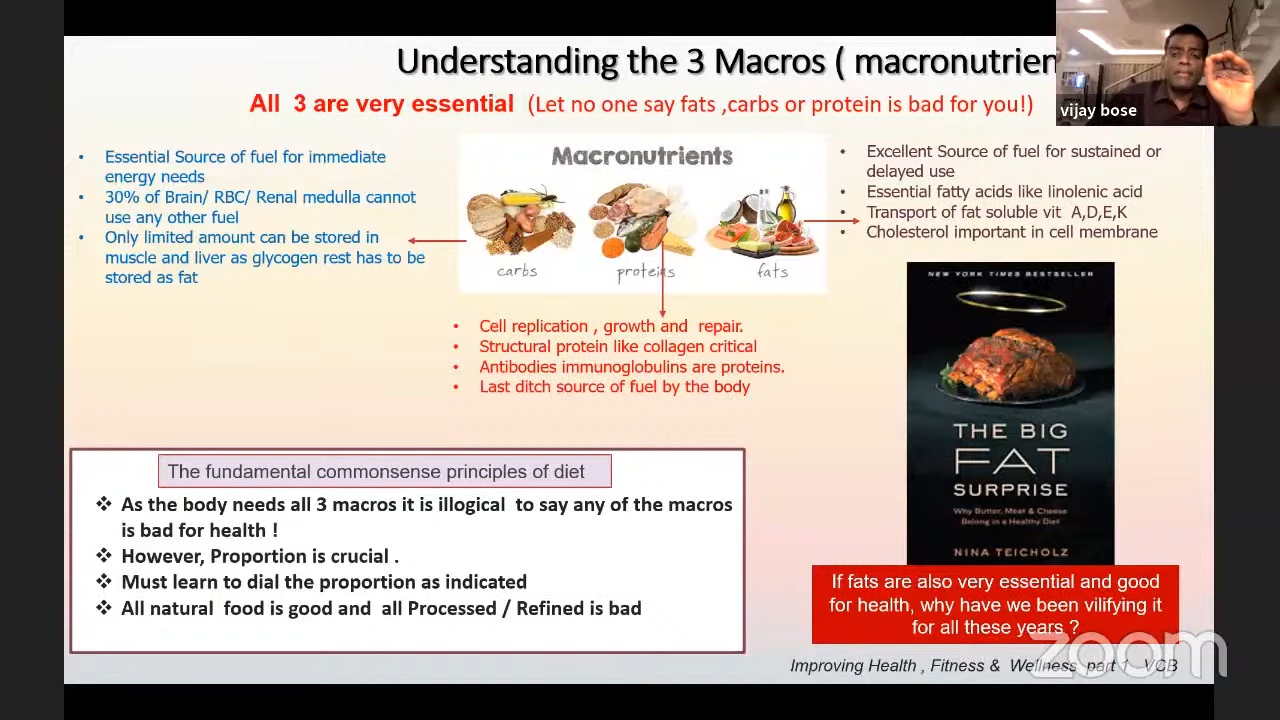 Understanding the 3 Macros ( macronutrien
All 3 are very essential (Let no one say fats ,carbs or protein is bad for you!)
vijay bose
• Essential Source of fuel for immediate
energy needs
• 30% of Brain/ RBC/ Renal medulla cannot
use any other fuel
• Only limited amount can be stored in
muscle and liver as glycogen rest has to be
stored as fat
Macronutrients
carbs
proteins
fats
• Excellent Source of fuel for sustained or
delayed use
• Essential fatty acids like linolenic acid
• Transport of fat soluble vit A,D,E,K
• Cholesterol important in cell membrane
• Cell replication , growth and repair.
• Structural protein like collagen critical
• Antibodies immunoglobulins are proteins.
• Last ditch source of fuel by the body
NEW YORK TIMES BESTSELLER
THE BIG
FAT
SURPRISE
Why Butter, Meat & Cheese
Belong in a Healthy Diet
NINA TEICHOLZ
The fundamental commonsense principles of diet
❖ As the body needs all 3 macros it is illogical to say any of the macros
is bad for health !
❖ However, Proportion is crucial .
❖ Must learn to dial the proportion as indicated
❖ All natural food is good and all Processed / Refined is bad
If fats are also very essential and good
for health, why have we been vilifying it
for all these years ?
zoom
Improving Health , Fitness & Wellness part 1 -VCB